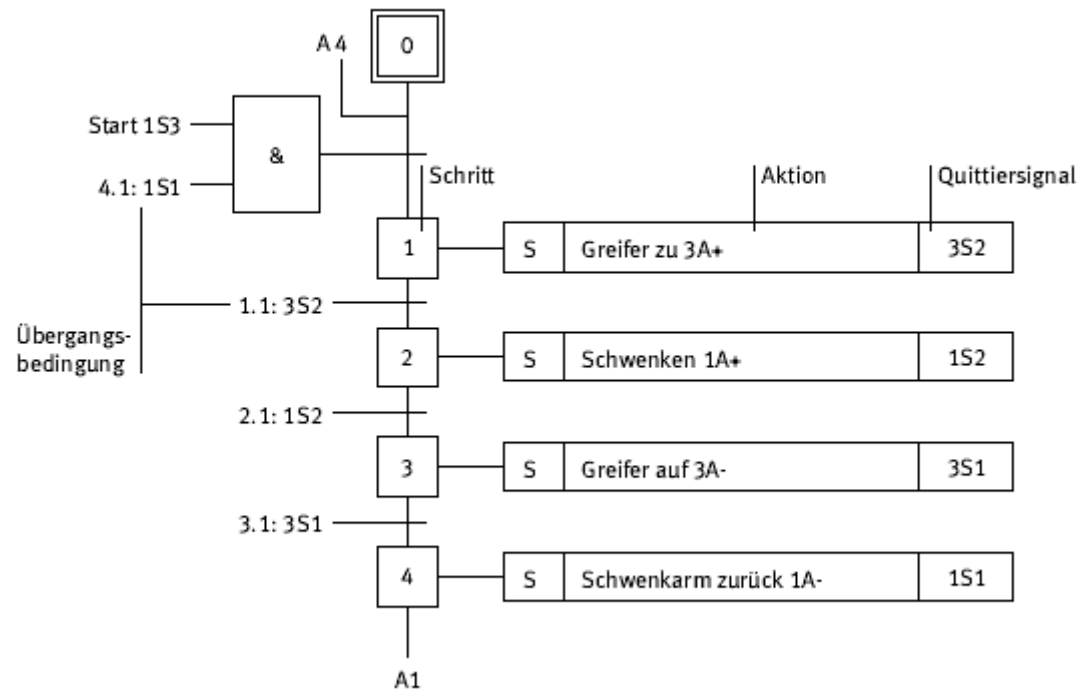 A 4
0
Start 1S3
&
4.1: 1S1
Schritt
Aktion
Quittiersignal
1
S
Greifer zu 3A+
3S2
1.1: 3S2
Übergangs-
bedingung
2
S
Schwenken 1A+
1S2
2.1: 1S2
3
S
Greifer auf 3A-
3S1
3.1: 3S1
4
S
Schwenkarm zurück 1A-
1S1
A1